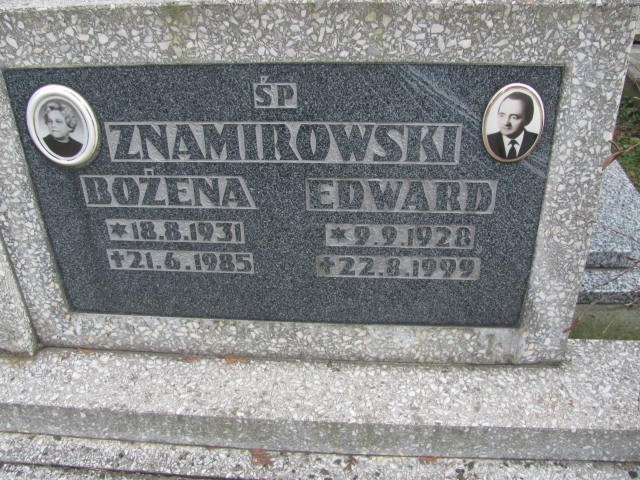 ŚP
ZNAMIROWSKI
BOŻENA EDWARD
*18.8.1931 *9.9.1928
✝21.6.1985 ✝22.8.1999